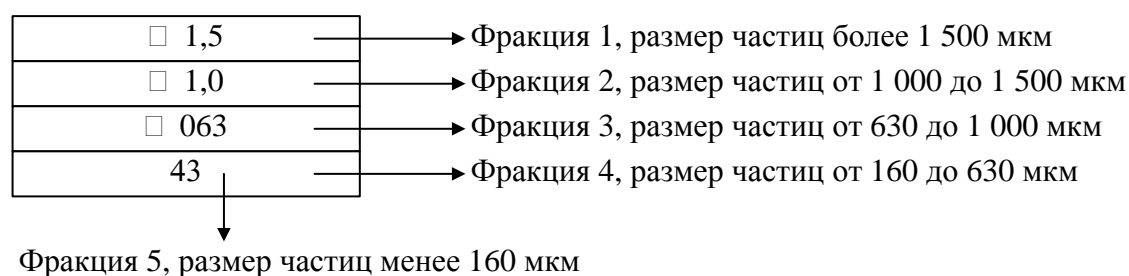 □ 1,5 Фракция 1, размер частиц более 1 500 мкм
□ 1,0 Фракция 2, размер частиц от 1 000 до 1 500 мкм
□ 063 Фракция 3, размер частиц от 630 до 1 000 мкм
43 Фракция 4, размер частиц от 160 до 630 мкм
Фракция 5, размер частиц менее 160 мкм